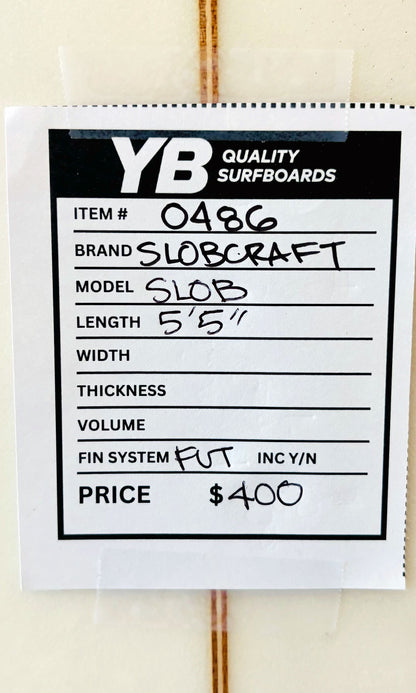 YB QUALITY SURFBOARDS
ITEM # 0486
BRAND SLOBCRAFT
MODEL SLOB
LENGTH 5'5"
WIDTH
THICKNESS
VOLUME
FIN SYSTEM FUT INC Y/N
PRICE $400